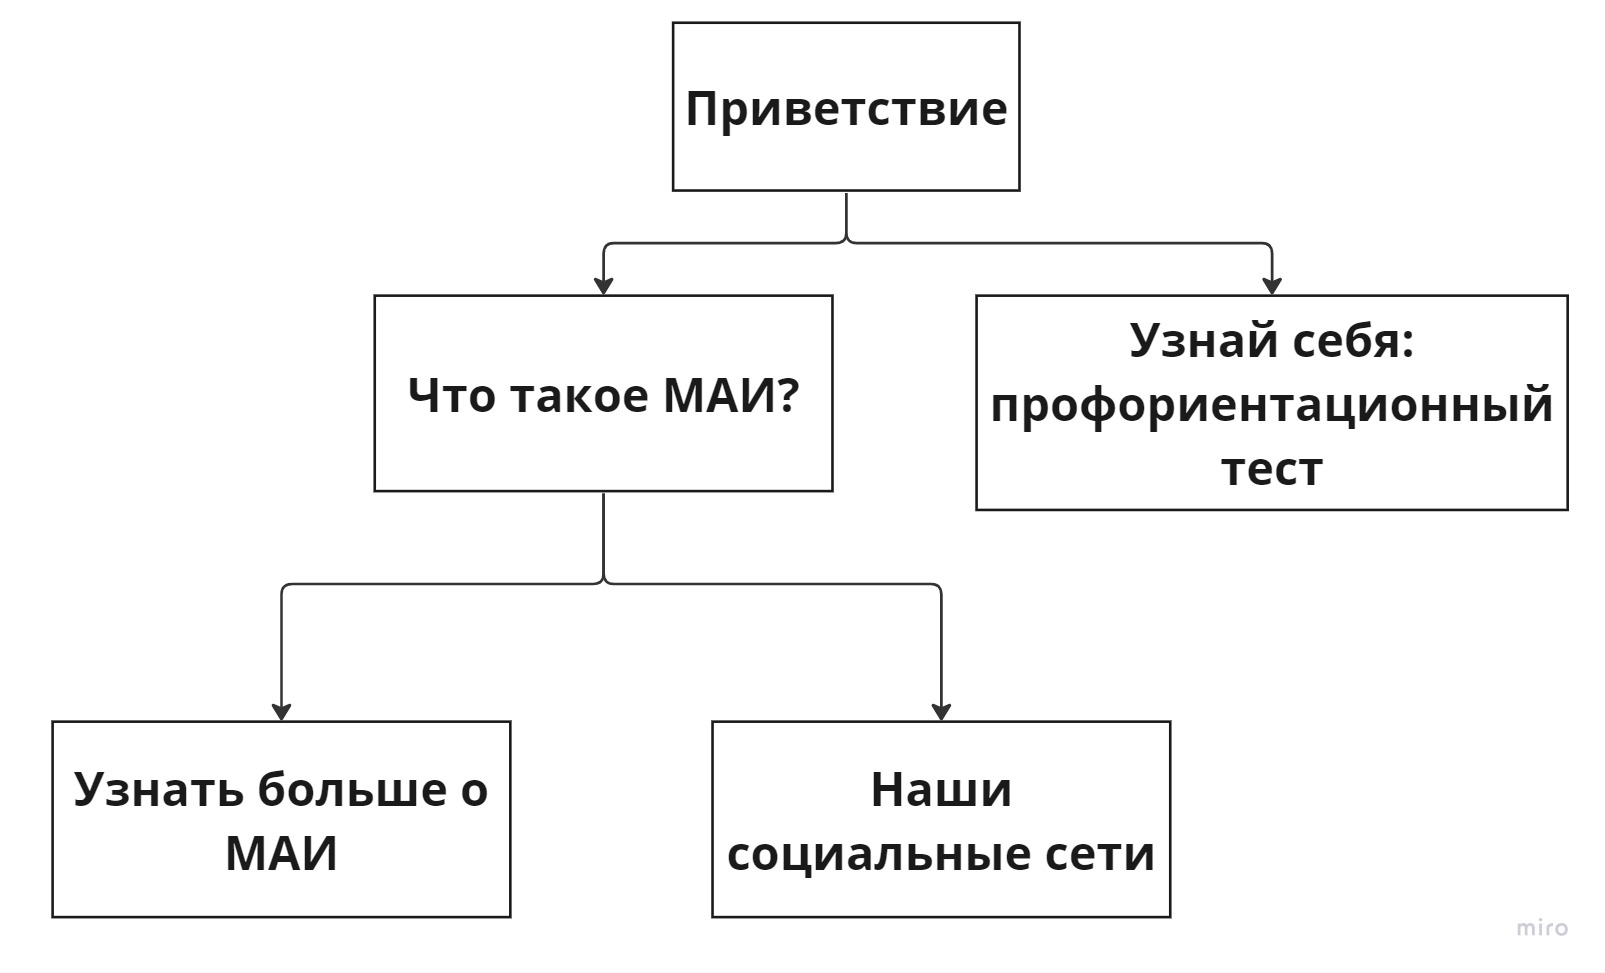 Приветствие
Что такое МАИ?
Узнай себя:
профориентационный
тест
Узнать больше о
МАИ
Наши
социальные сети
miro